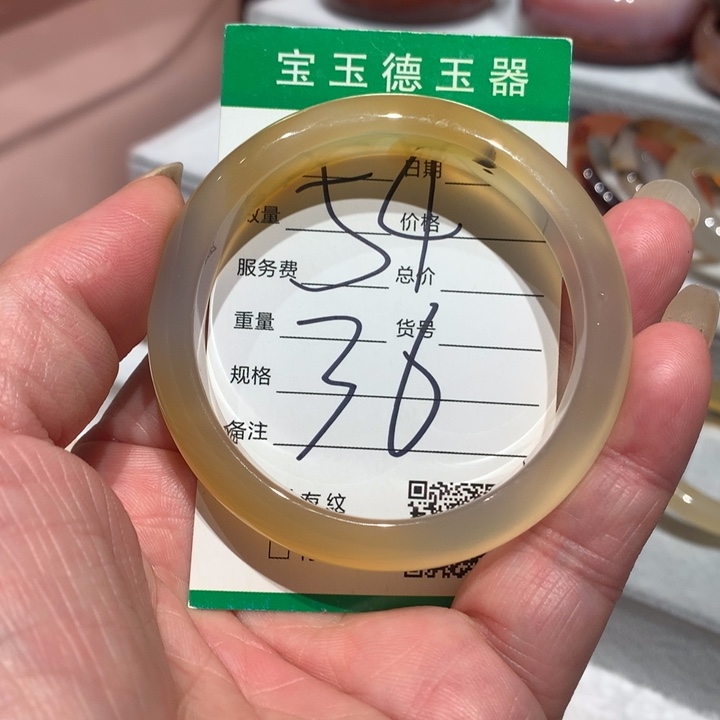 宝玉德玉器
日期
54
数量 价格
服务费 总价
重量 货号
36
规格
备注
有纹